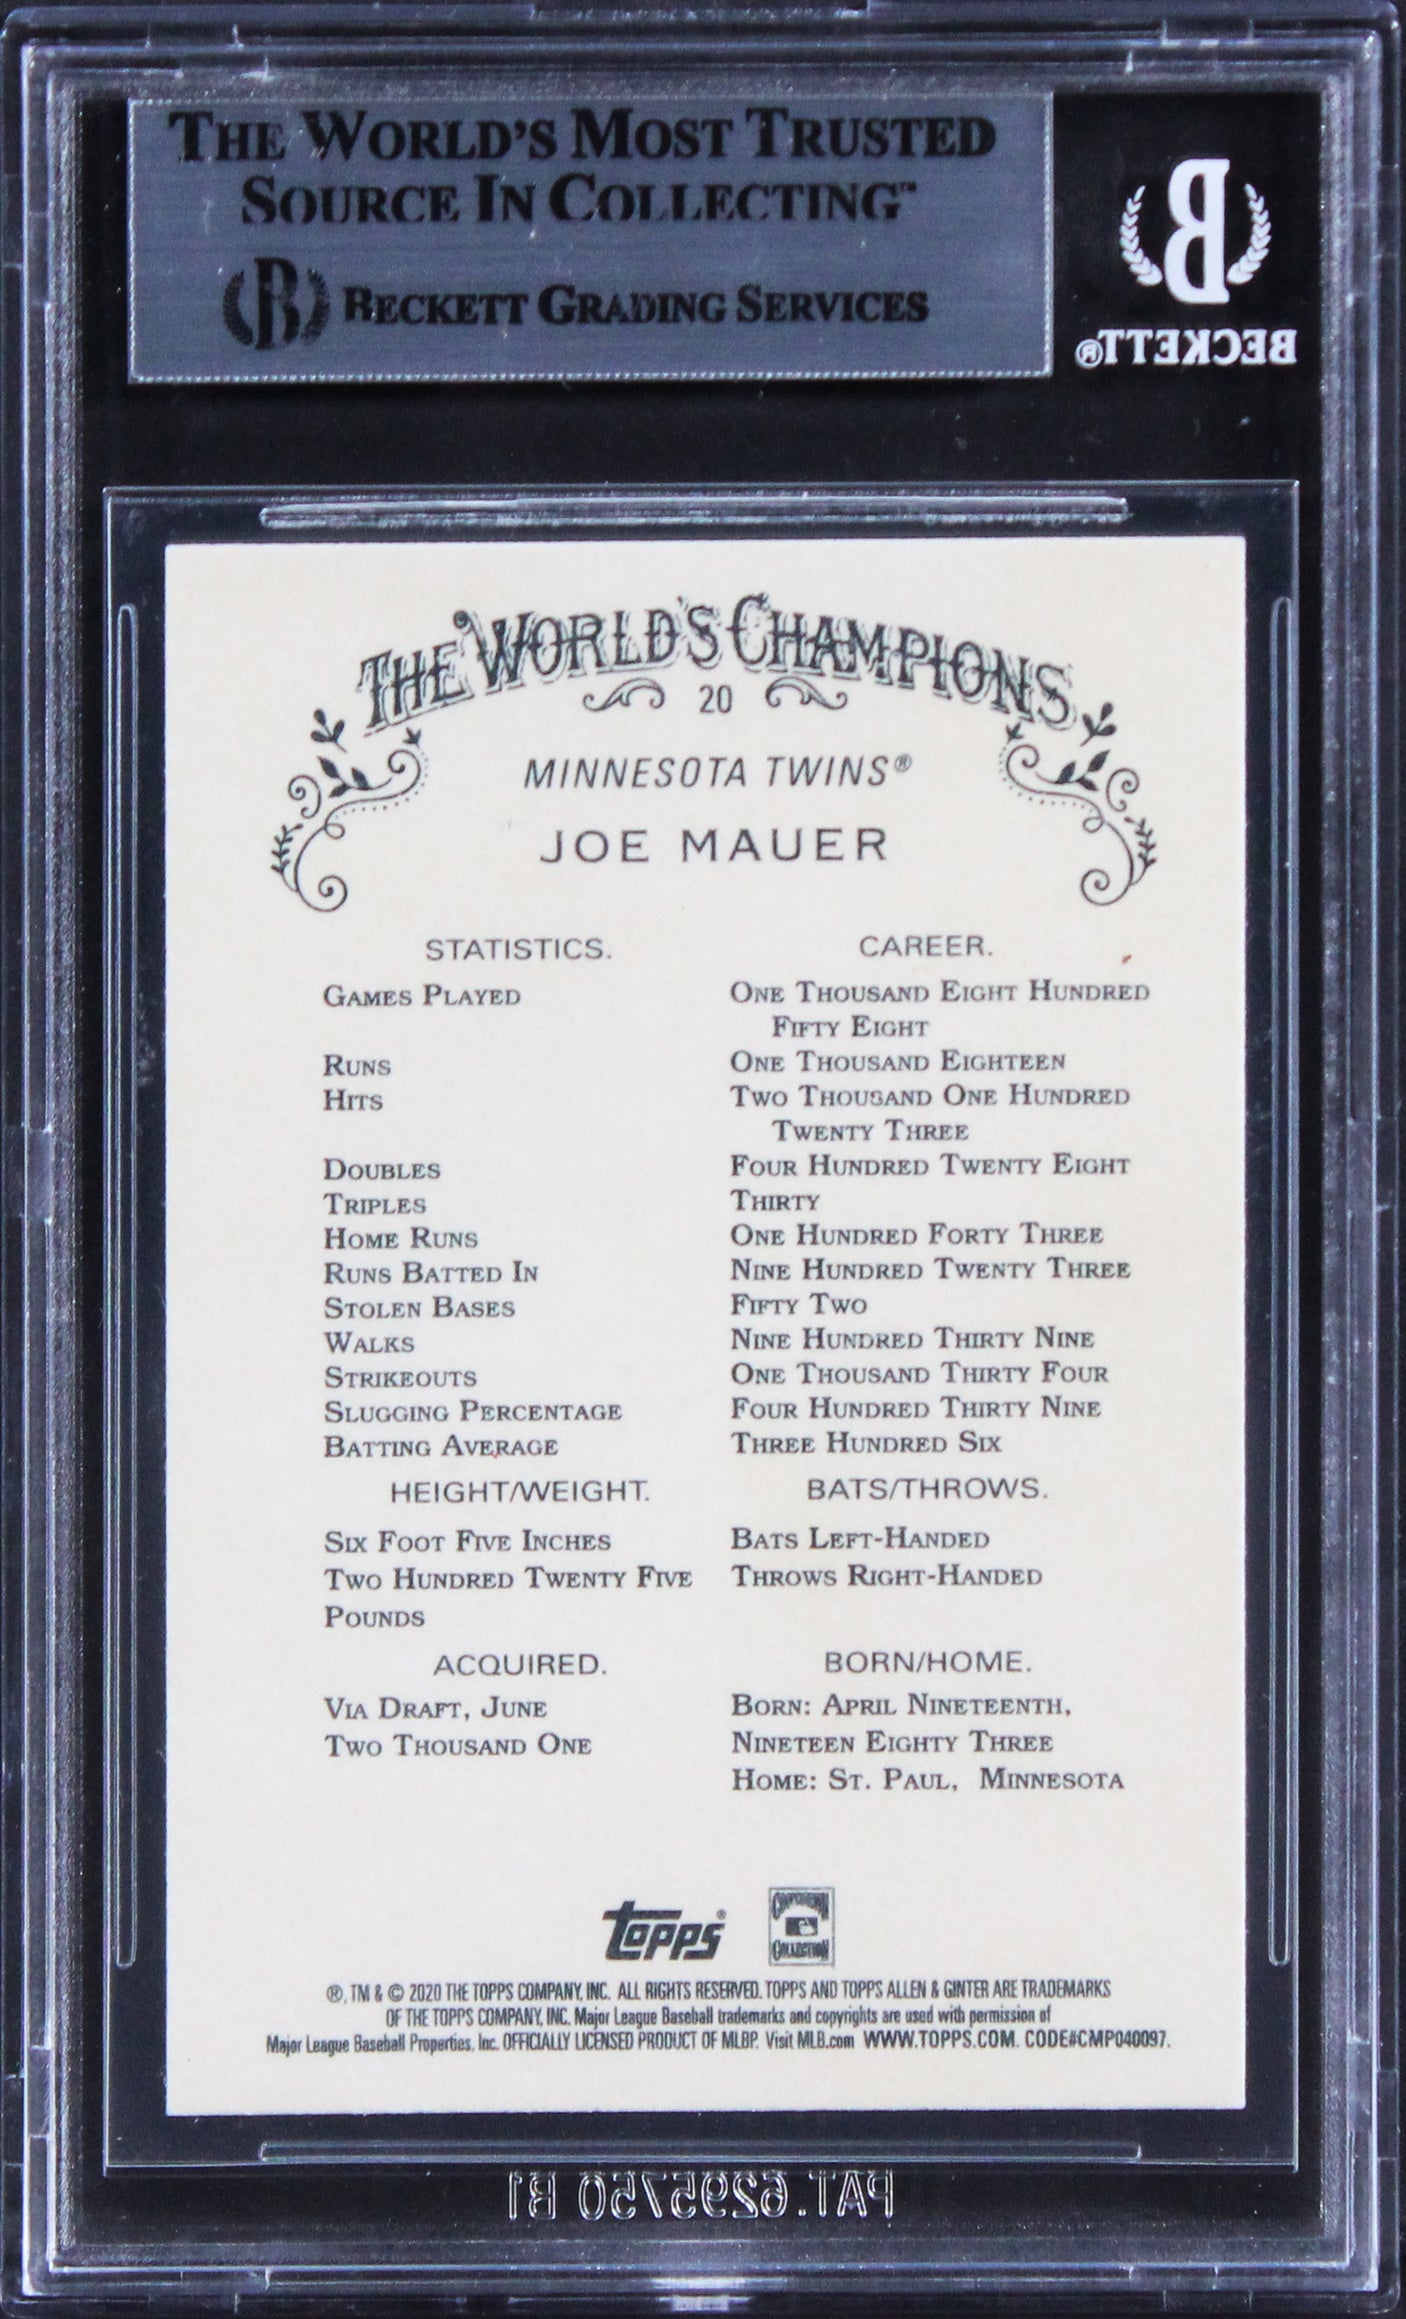 THE WORLD'S MOST TRUSTED
SOURCE IN COLLECTING™
B BECKETT GRADING SERVICES
B
BECKETT®
THE WORLD'S CHAMPIONS
20
MINNESOTA TWINS®
JOE MAUER
STATISTICS. CAREER.
GAMES PLAYED ONE THOUSAND EIGHT HUNDRED
FIFTY EIGHT
RUNS ONE THOUSAND EIGHTEEN
HITS TWO THOUSAND ONE HUNDRED
TWENTY THREE
DOUBLES FOUR HUNDRED TWENTY EIGHT
TRIPLES THIRTY
HOME RUNS ONE HUNDRED FORTY THREE
RUNS BATTED IN NINE HUNDRED TWENTY THREE
STOLEN BASES FIFTY TWO
WALKS NINE HUNDRED THIRTY NINE
STRIKEOUTS ONE THOUSAND THIRTY FOUR
SLUGGING PERCENTAGE FOUR HUNDRED THIRTY NINE
BATTING AVERAGE THREE HUNDRED SIX
HEIGHT/WEIGHT. BATS/THROWS.
SIX FOOT FIVE INCHES BATS LEFT-HANDED
TWO HUNDRED TWENTY FIVE THROWS RIGHT-HANDED
POUNDS
ACQUIRED. BORN/HOME.
VIA DRAFT, JUNE BORN: APRIL NINETEENTH,
TWO THOUSAND ONE NINETEEN EIGHTY THREE
HOME: ST. PAUL, MINNESOTA
topps®
COOPERSTOWN
COLLECTION
®, TM & © 2020 THE TOPPS COMPANY, INC. ALL RIGHTS RESERVED. TOPPS AND TOPPS ALLEN & GINTER ARE TRADEMARKS
OF THE TOPPS COMPANY, INC. Major League Baseball trademarks and copyrights are used with permission of
Major League Baseball Properties, Inc. OFFICIALLY LICENSED PRODUCT OF MLBP. Visit MLB.com WWW.TOPPS.COM. CODE#CMP040097.
PAT. 6295750 B1